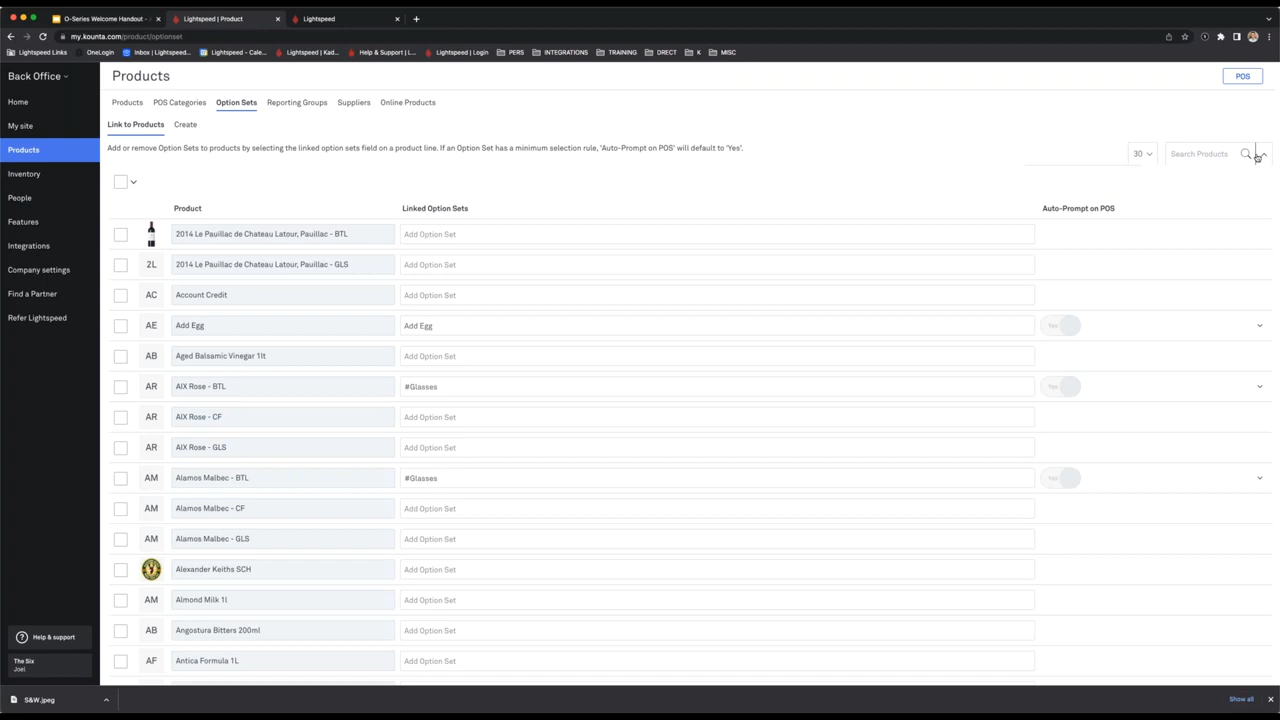 O-Series Welcome Handout -
Lightspeed | Product
Lightspeed
my.kounta.com/product/optionset
Lightspeed Links
OneLogin
Inbox | Lightspeed...
Lightspeed - Cale...
Lightspeed | Kad...
Help & Support | L...
Lightspeed | Login
PERS
INTEGRATIONS
TRAINING
DRECT
K
MISC
Back Office
Home
My site
Products
Inventory
People
Features
Integrations
Company settings
Find a Partner
Refer Lightspeed
Help & support
The Six
Joel
Products
POS
Products
POS Categories
Option Sets
Reporting Groups
Suppliers
Online Products
Link to Products
Create
Add or remove Option Sets to products by selecting the linked option sets field on a product line. If an Option Set has a minimum selection rule, 'Auto-Prompt on POS' will default to 'Yes'.
30
Search Products
Product
Linked Option Sets
Auto-Prompt on POS
2014 Le Pauillac de Chateau Latour, Pauillac - BTL
Add Option Set
2L
2014 Le Pauillac de Chateau Latour, Pauillac - GLS
Add Option Set
AC
Account Credit
Add Option Set
AE
Add Egg
Add Egg
Yes
AB
Aged Balsamic Vinegar 1lt
Add Option Set
AR
AIX Rose - BTL
#Glasses
Yes
AR
AIX Rose - CF
Add Option Set
AR
AIX Rose - GLS
Add Option Set
AM
Alamos Malbec - BTL
#Glasses
Yes
AM
Alamos Malbec - CF
Add Option Set
AM
Alamos Malbec - GLS
Add Option Set
Alexander Keiths SCH
Add Option Set
AM
Almond Milk 1l
Add Option Set
AB
Angostura Bitters 200ml
Add Option Set
AF
Antica Formula 1L
Add Option Set
S&W.jpeg
Show all